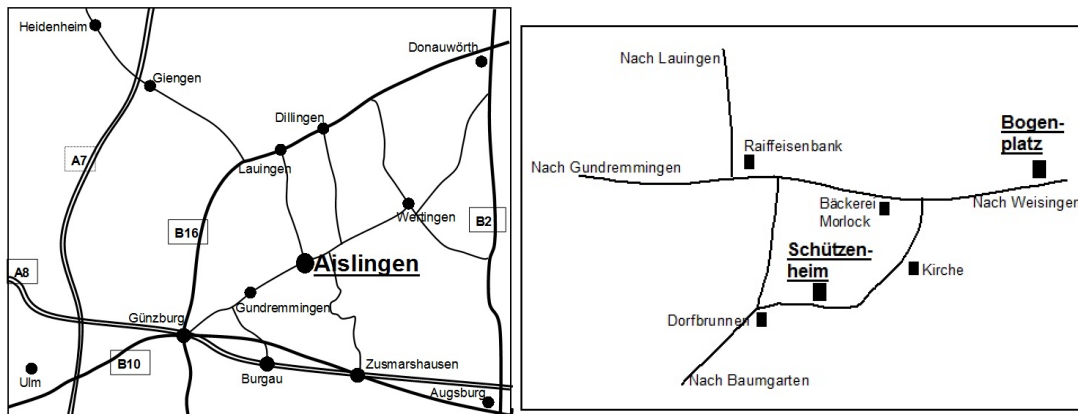 Heidenheim
Donauwörth
Giengen
Dillingen
A7
Lauingen
Wertingen
B16
B2
Aislingen
A8
Gundremmingen
Günzburg
B10
Zusmarshausen
Ulm
Burgau
Augsburg
Nach Lauingen
Bogen-
platz
Raiffeisenbank
Nach Gundremmingen
Bäckerei
Morlock
Nach Weisingen
Schützen-
heim
Kirche
Dorfbrunnen
Nach Baumgarten